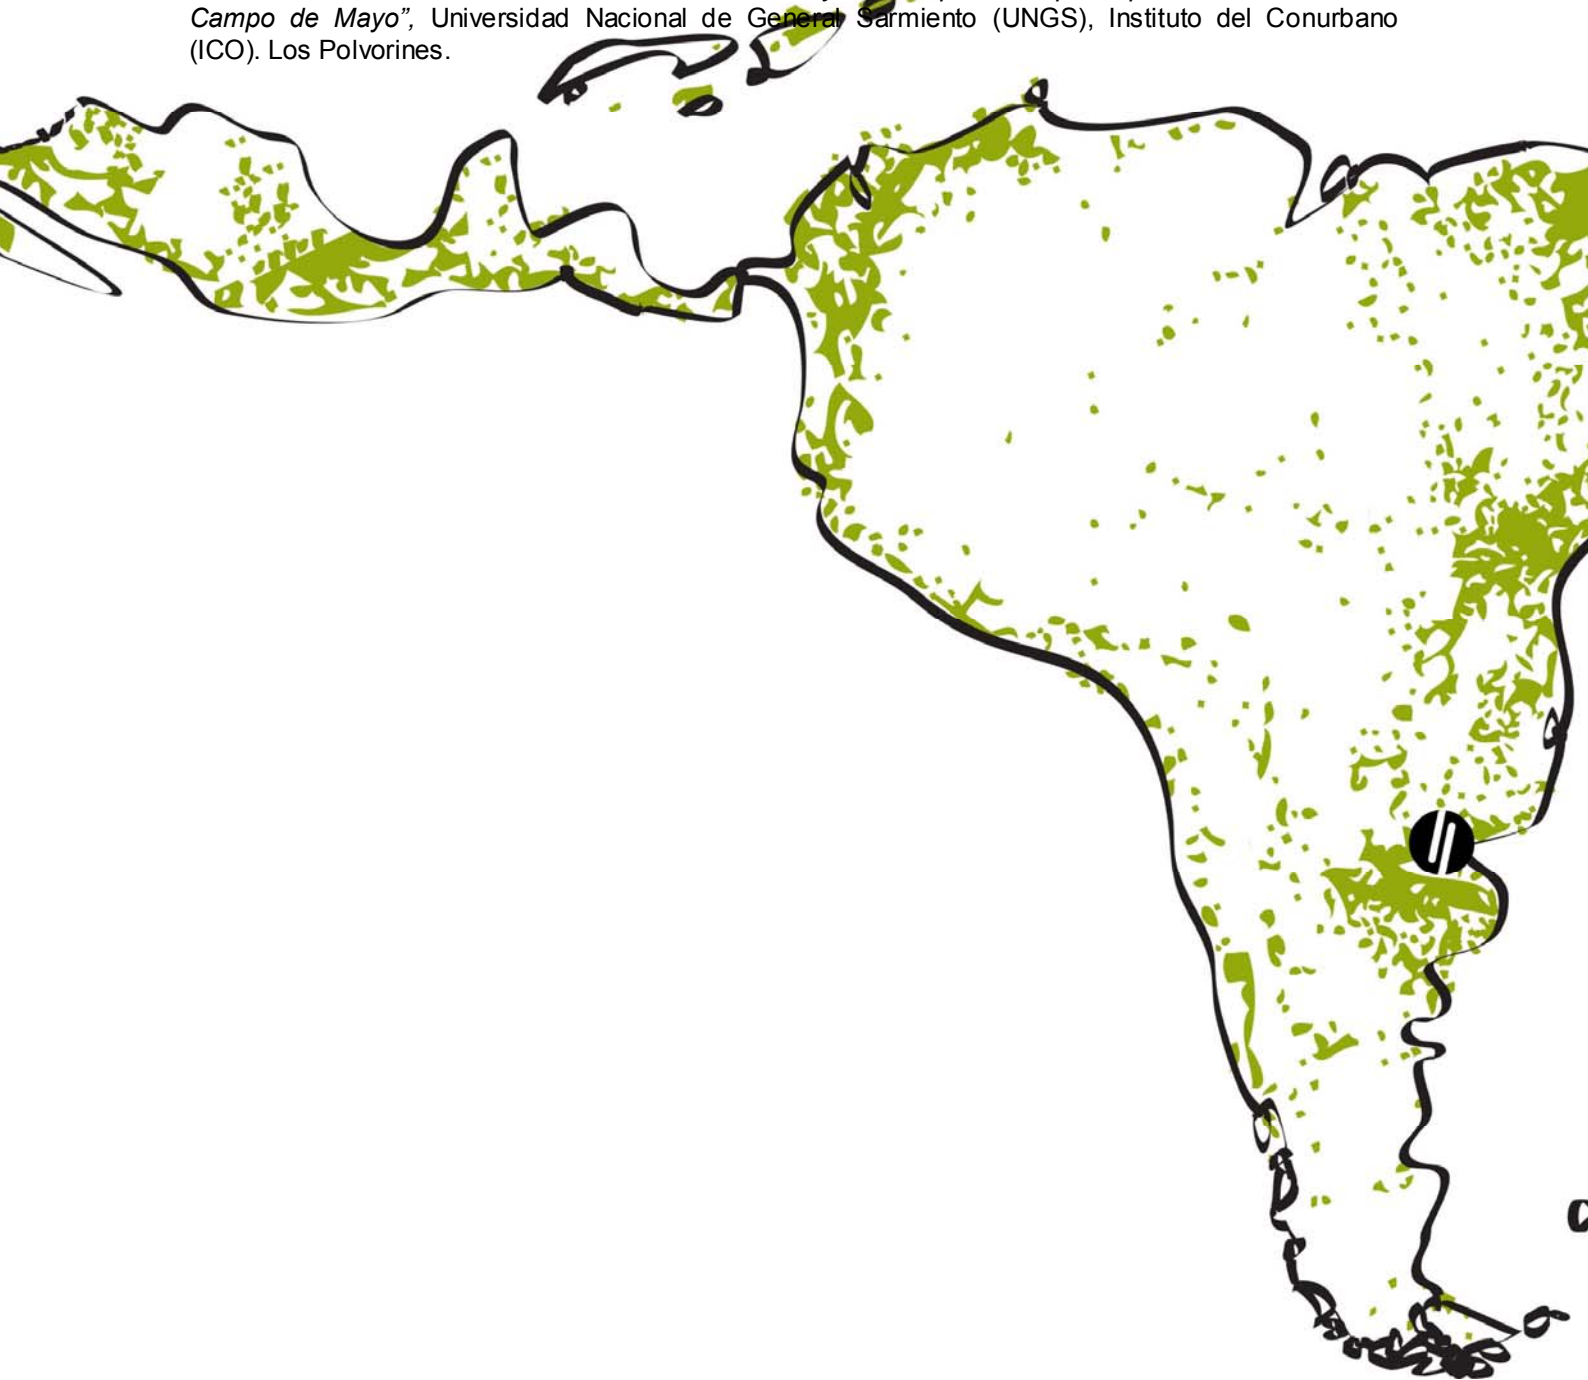 Campo de Mayo”, Universidad Nacional de General Sarmiento (UNGS), Instituto del Conurbano
(ICO). Los Polvorines.